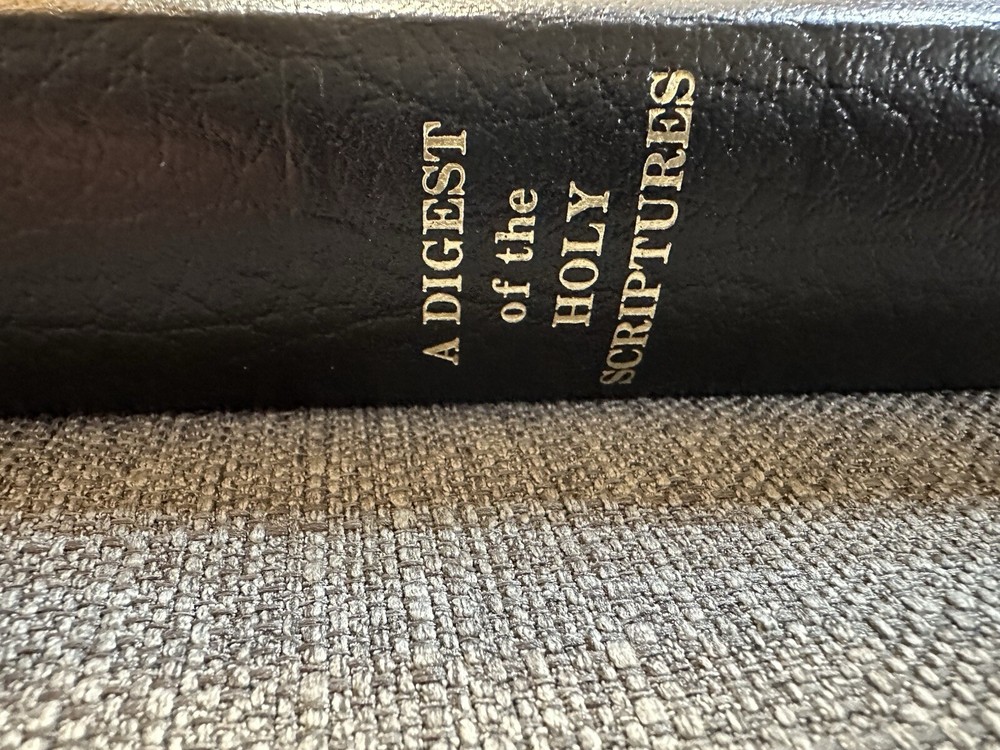 A DIGEST
of the
HOLY
SCRIPTURES